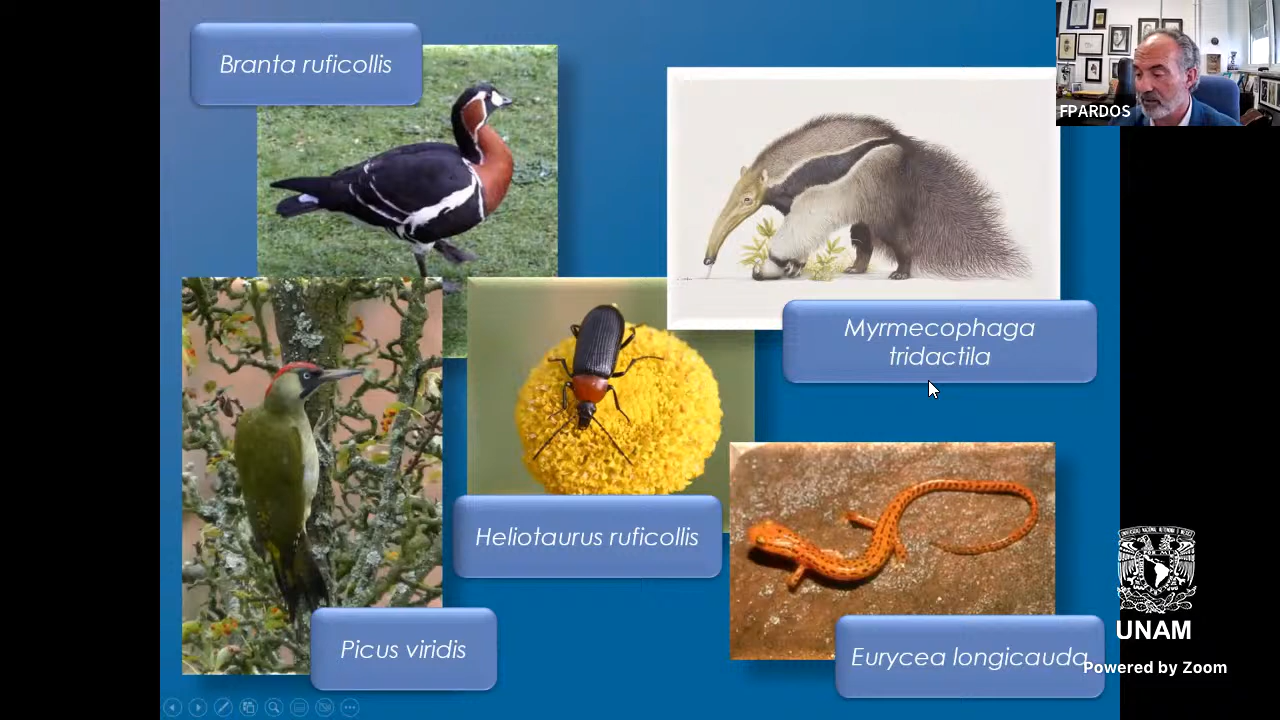 Branta ruficollis
FPARDOS
Myrmecophaga
tridactila
Heliotaurus ruficollis
Picus viridis
Eurycea longicauda
UNAM
Powered by Zoom